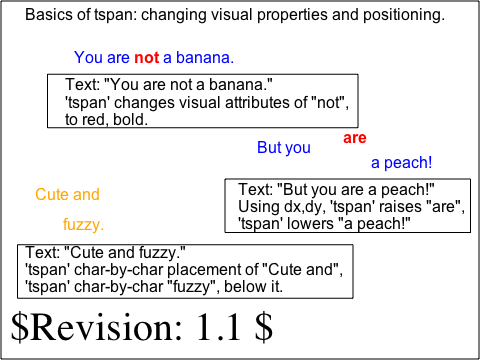 Basics of tspan: changing visual properties and positioning.
You are not a banana.
Text: "You are not a banana."
'tspan' changes visual attributes of "not",
to red, bold.
But you are a peach!
Text: "But you are a peach!"
Using dx,dy, 'tspan' raises "are",
'tspan' lowers "a peach!"
Cute and
fuzzy.
Text: "Cute and fuzzy."
'tspan' char-by-char placement of "Cute and",
'tspan' char-by-char "fuzzy", below it.
$Revision: 1.1 $